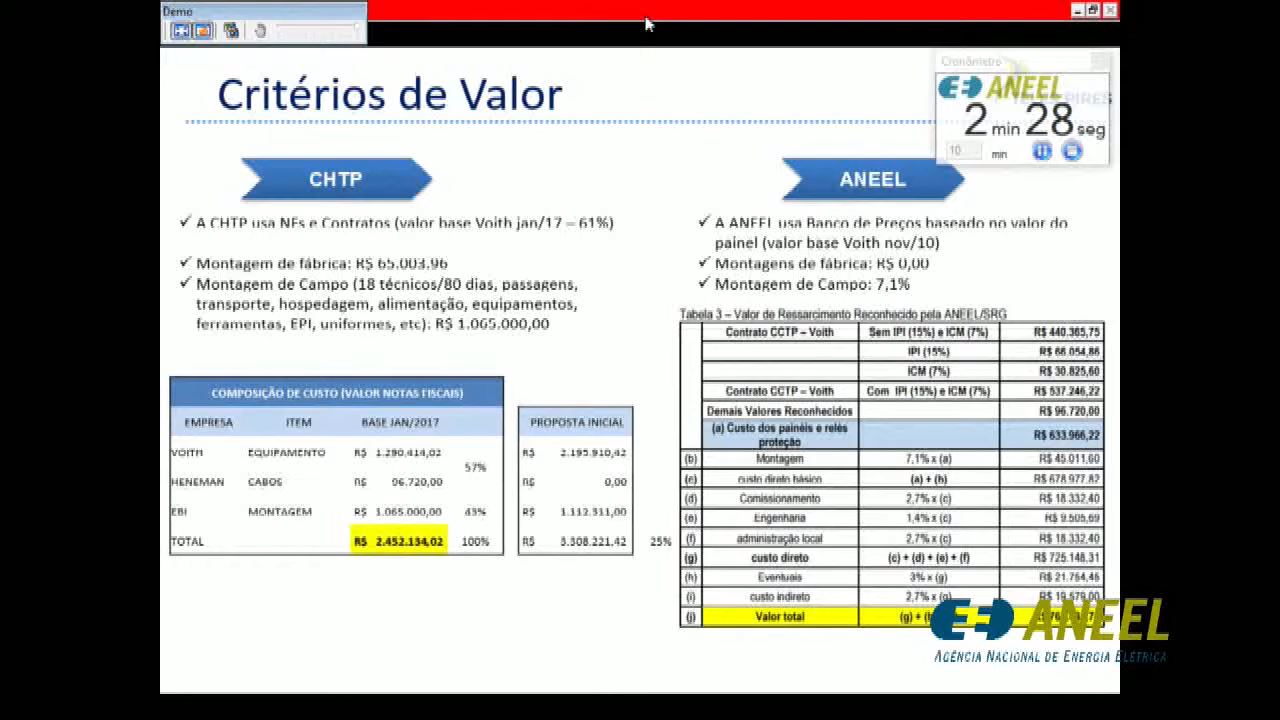 Demo
Critérios de Valor
Cronômetro
ANEEL
2 min 28 seg
10 min
CHTP
ANEEL
✓ A CHTP usa NFs e Contratos (valor base Voith jan/17 – 61%)
✓ Montagem de fábrica: R$ 65.003,96
✓ Montagem de Campo (18 técnicos/80 dias, passagens,
transporte, hospedagem, alimentação, equipamentos,
ferramentas, EPI, uniformes, etc): R$ 1.065.000,00
✓ A ANEEL usa Banco de Preços baseado no valor do
painel (valor base Voith nov/10)
✓ Montagens de fábrica: R$ 0,00
✓ Montagem de Campo: 7,1%
COMPOSIÇÃO DE CUSTO (VALOR NOTAS FISCAIS)
EMPRESA ITEM BASE JAN/2017 PROPOSTA INICIAL
VOITH EQUIPAMENTO R$ 1.290.414,02 R$ 2.195.910,42
57%
HENEMAN CABOS R$ 96.720,00 R$ 0,00
EBI MONTAGEM R$ 1.065.000,00 43% R$ 1.112.311,00
TOTAL R$ 2.452.134,02 100% R$ 3.308.221,42 25%
Tabela 3 – Valor de Ressarcimento Reconhecido pela ANEEL/SRG
Contrato CCTP – Voith Sem IPI (15%) e ICM (7%) R$ 440.365,75
IPI (15%) R$ 66.054,86
ICM (7%) R$ 30.825,60
Contrato CCTP – Voith Com IPI (15%) e ICM (7%) R$ 537.246,22
Demais Valores Reconhecidos R$ 96.720,00
(a) Custo dos painéis e relés
proteção R$ 633.966,22
(b) Montagem 7,1% x (a) R$ 45.011,60
(c) custo direto básico (a) + (b) R$ 678.977,82
(d) Comissionamento 2,7% x (c) R$ 18.332,40
(e) Engenharia 1,4% x (c) R$ 9.505,69
(f) administração local 2,7% x (c) R$ 18.332,40
(g) custo direto (c) + (d) + (e) + (f) R$ 725.148,31
(h) Eventuais 3% x (g) R$ 21.754,45
(i) custo indireto 2,7% x (g) R$ 19.579,00
(j) Valor total (g) +
ANEEL
AGÊNCIA NACIONAL DE ENERGIA ELÉTRICA